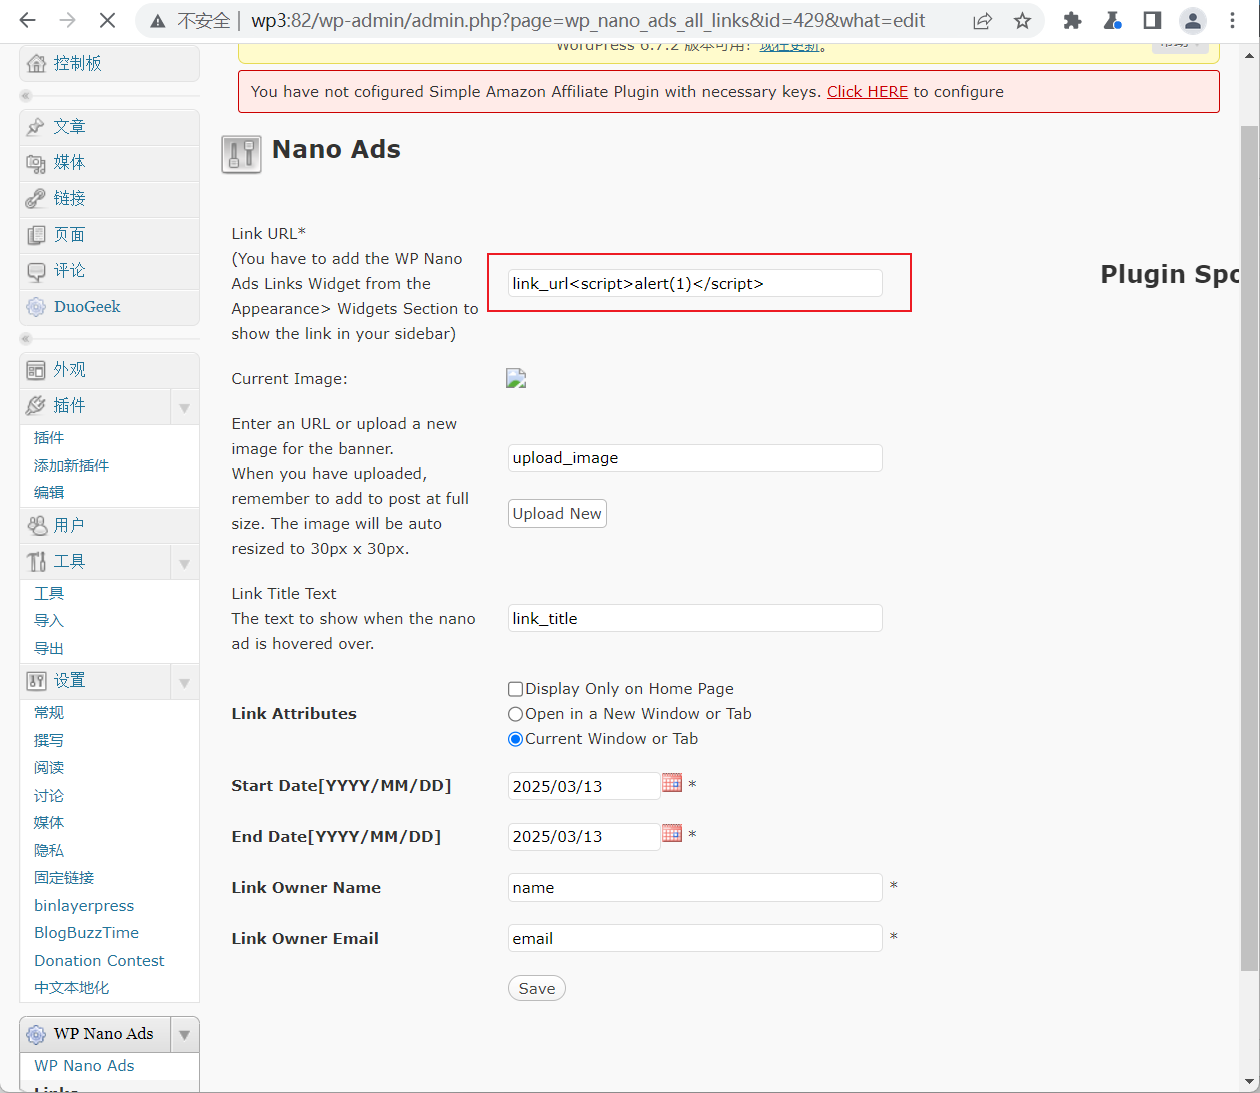 不安全 wp3:82/wp-admin/admin.php?page=wp_nano_ads_all_links&id=429&what=edit
WordPress 6.7.2 版本可用！现在更新。
帮助
控制板
You have not cofigured Simple Amazon Affiliate Plugin with necessary keys. Click HERE to configure
文章
媒体
链接
页面
评论
DuoGeek
外观
插件
插件
添加新插件
编辑
用户
工具
工具
导入
导出
设置
常规
撰写
阅读
讨论
媒体
隐私
固定链接
binlayerpress
BlogBuzzTime
Donation Contest
中文本地化
WP Nano Ads
WP Nano Ads
Links
Nano Ads
Link URL*
(You have to add the WP Nano
Ads Links Widget from the
Appearance> Widgets Section to
show the link in your sidebar)
link_url<script>alert(1)</script>
Plugin Spo
Current Image:
Enter an URL or upload a new
image for the banner.
When you have uploaded,
remember to add to post at full
size. The image will be auto
resized to 30px x 30px.
upload_image
Upload New
Link Title Text
The text to show when the nano
ad is hovered over.
link_title
Link Attributes
Display Only on Home Page
Open in a New Window or Tab
Current Window or Tab
Start Date[YYYY/MM/DD] 2025/03/13 *
End Date[YYYY/MM/DD] 2025/03/13 *
Link Owner Name name *
Link Owner Email email *
Save